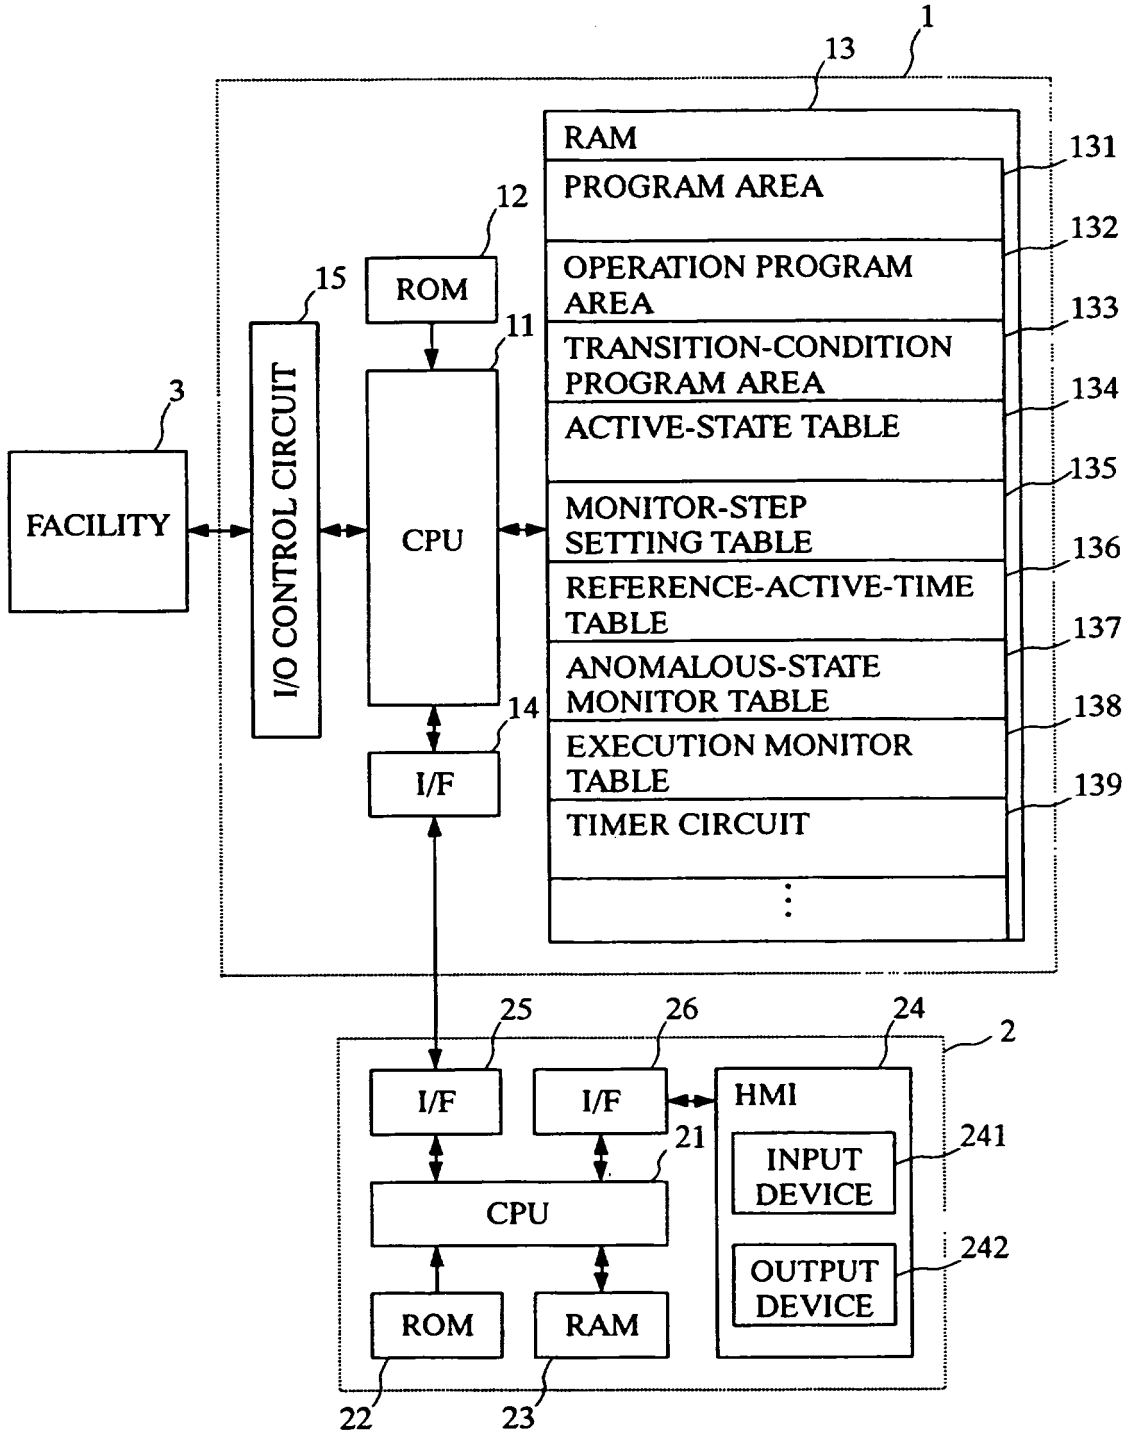 1
13
RAM
131
PROGRAM AREA
12
132
OPERATION PROGRAM
AREA
15
ROM
133
11
TRANSITION-CONDITION
PROGRAM AREA
134
3
ACTIVE-STATE TABLE
135
I/O CONTROL CIRCUIT
MONITOR-STEP
SETTING TABLE
FACILITY
CPU
136
REFERENCE-ACTIVE-TIME
TABLE
137
ANOMALOUS-STATE
MONITOR TABLE
14
138
EXECUTION MONITOR
TABLE
I/F
139
TIMER CIRCUIT
⋮
25
26
24
2
I/F
I/F
HMI
21
241
INPUT
DEVICE
CPU
242
OUTPUT
DEVICE
ROM
RAM
22
23